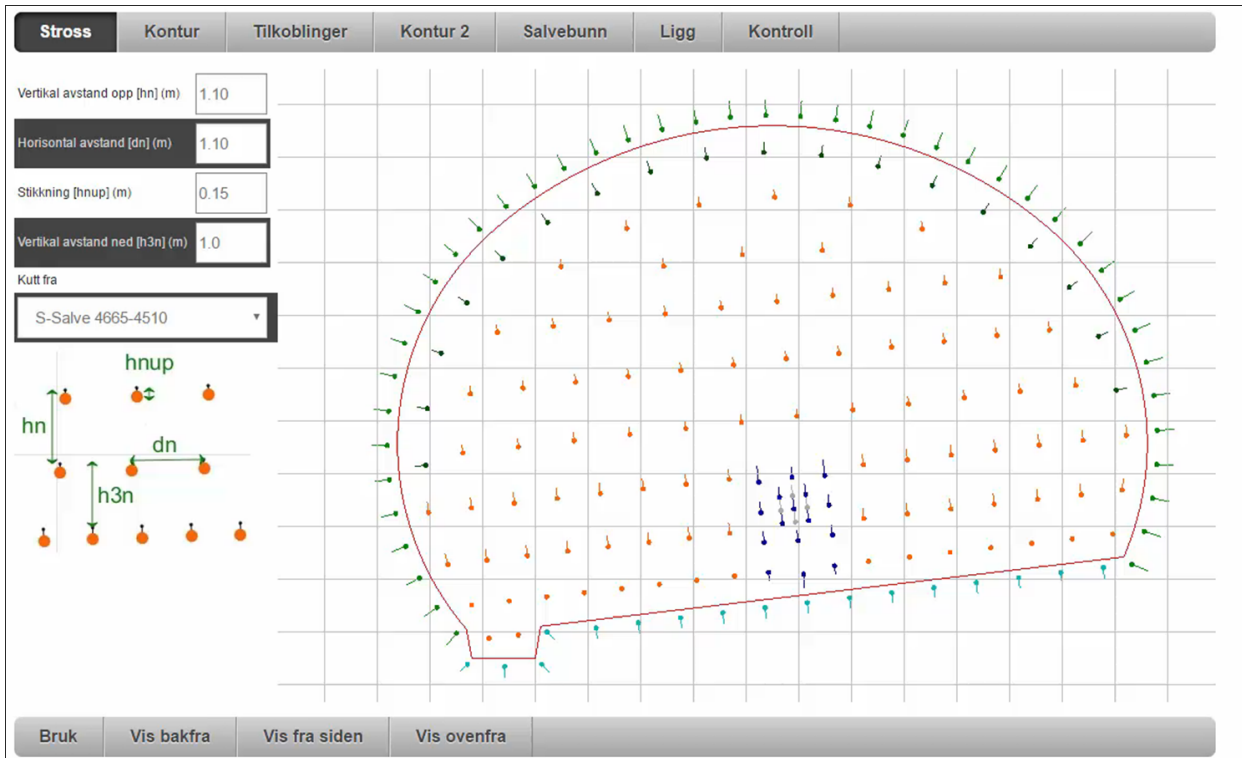 Stross Kontur Tilkoblinger Kontur 2 Salvebunn Ligg Kontroll
Vertikal avstand opp [hn] (m) 1.10
Horisontal avstand [dn] (m) 1.10
Stikkning [hnup] (m) 0.15
Vertikal avstand ned [h3n] (m) 1.0
Kutt fra
S-Salve 4665-4510
hnup
hn
dn
h3n
Bruk Vis bakfra Vis fra siden Vis ovenfra